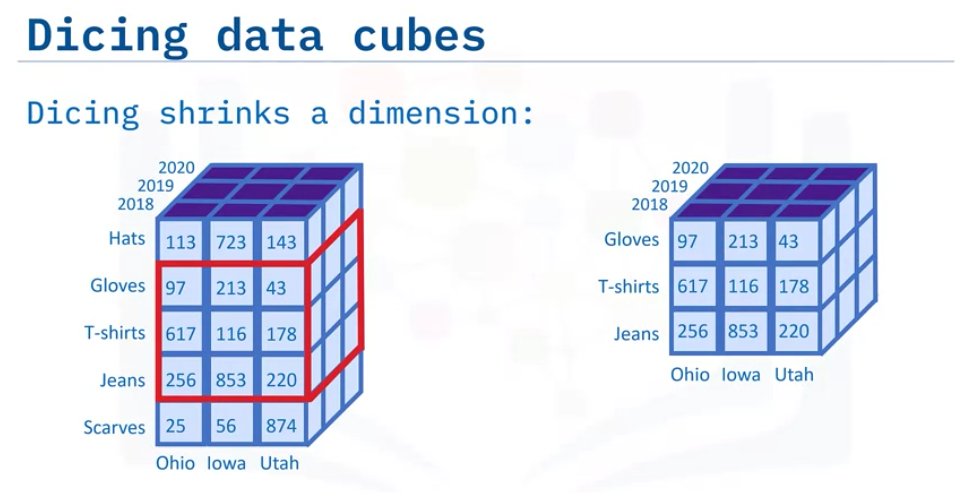 Dicing data cubes
Dicing shrinks a dimension:
2020
2019
2018
Hats 113 723 143
Gloves 97 213 43
T-shirts 617 116 178
Jeans 256 853 220
Scarves 25 56 874
Ohio Iowa Utah
2020
2019
2018
Gloves 97 213 43
T-shirts 617 116 178
Jeans 256 853 220
Ohio Iowa Utah